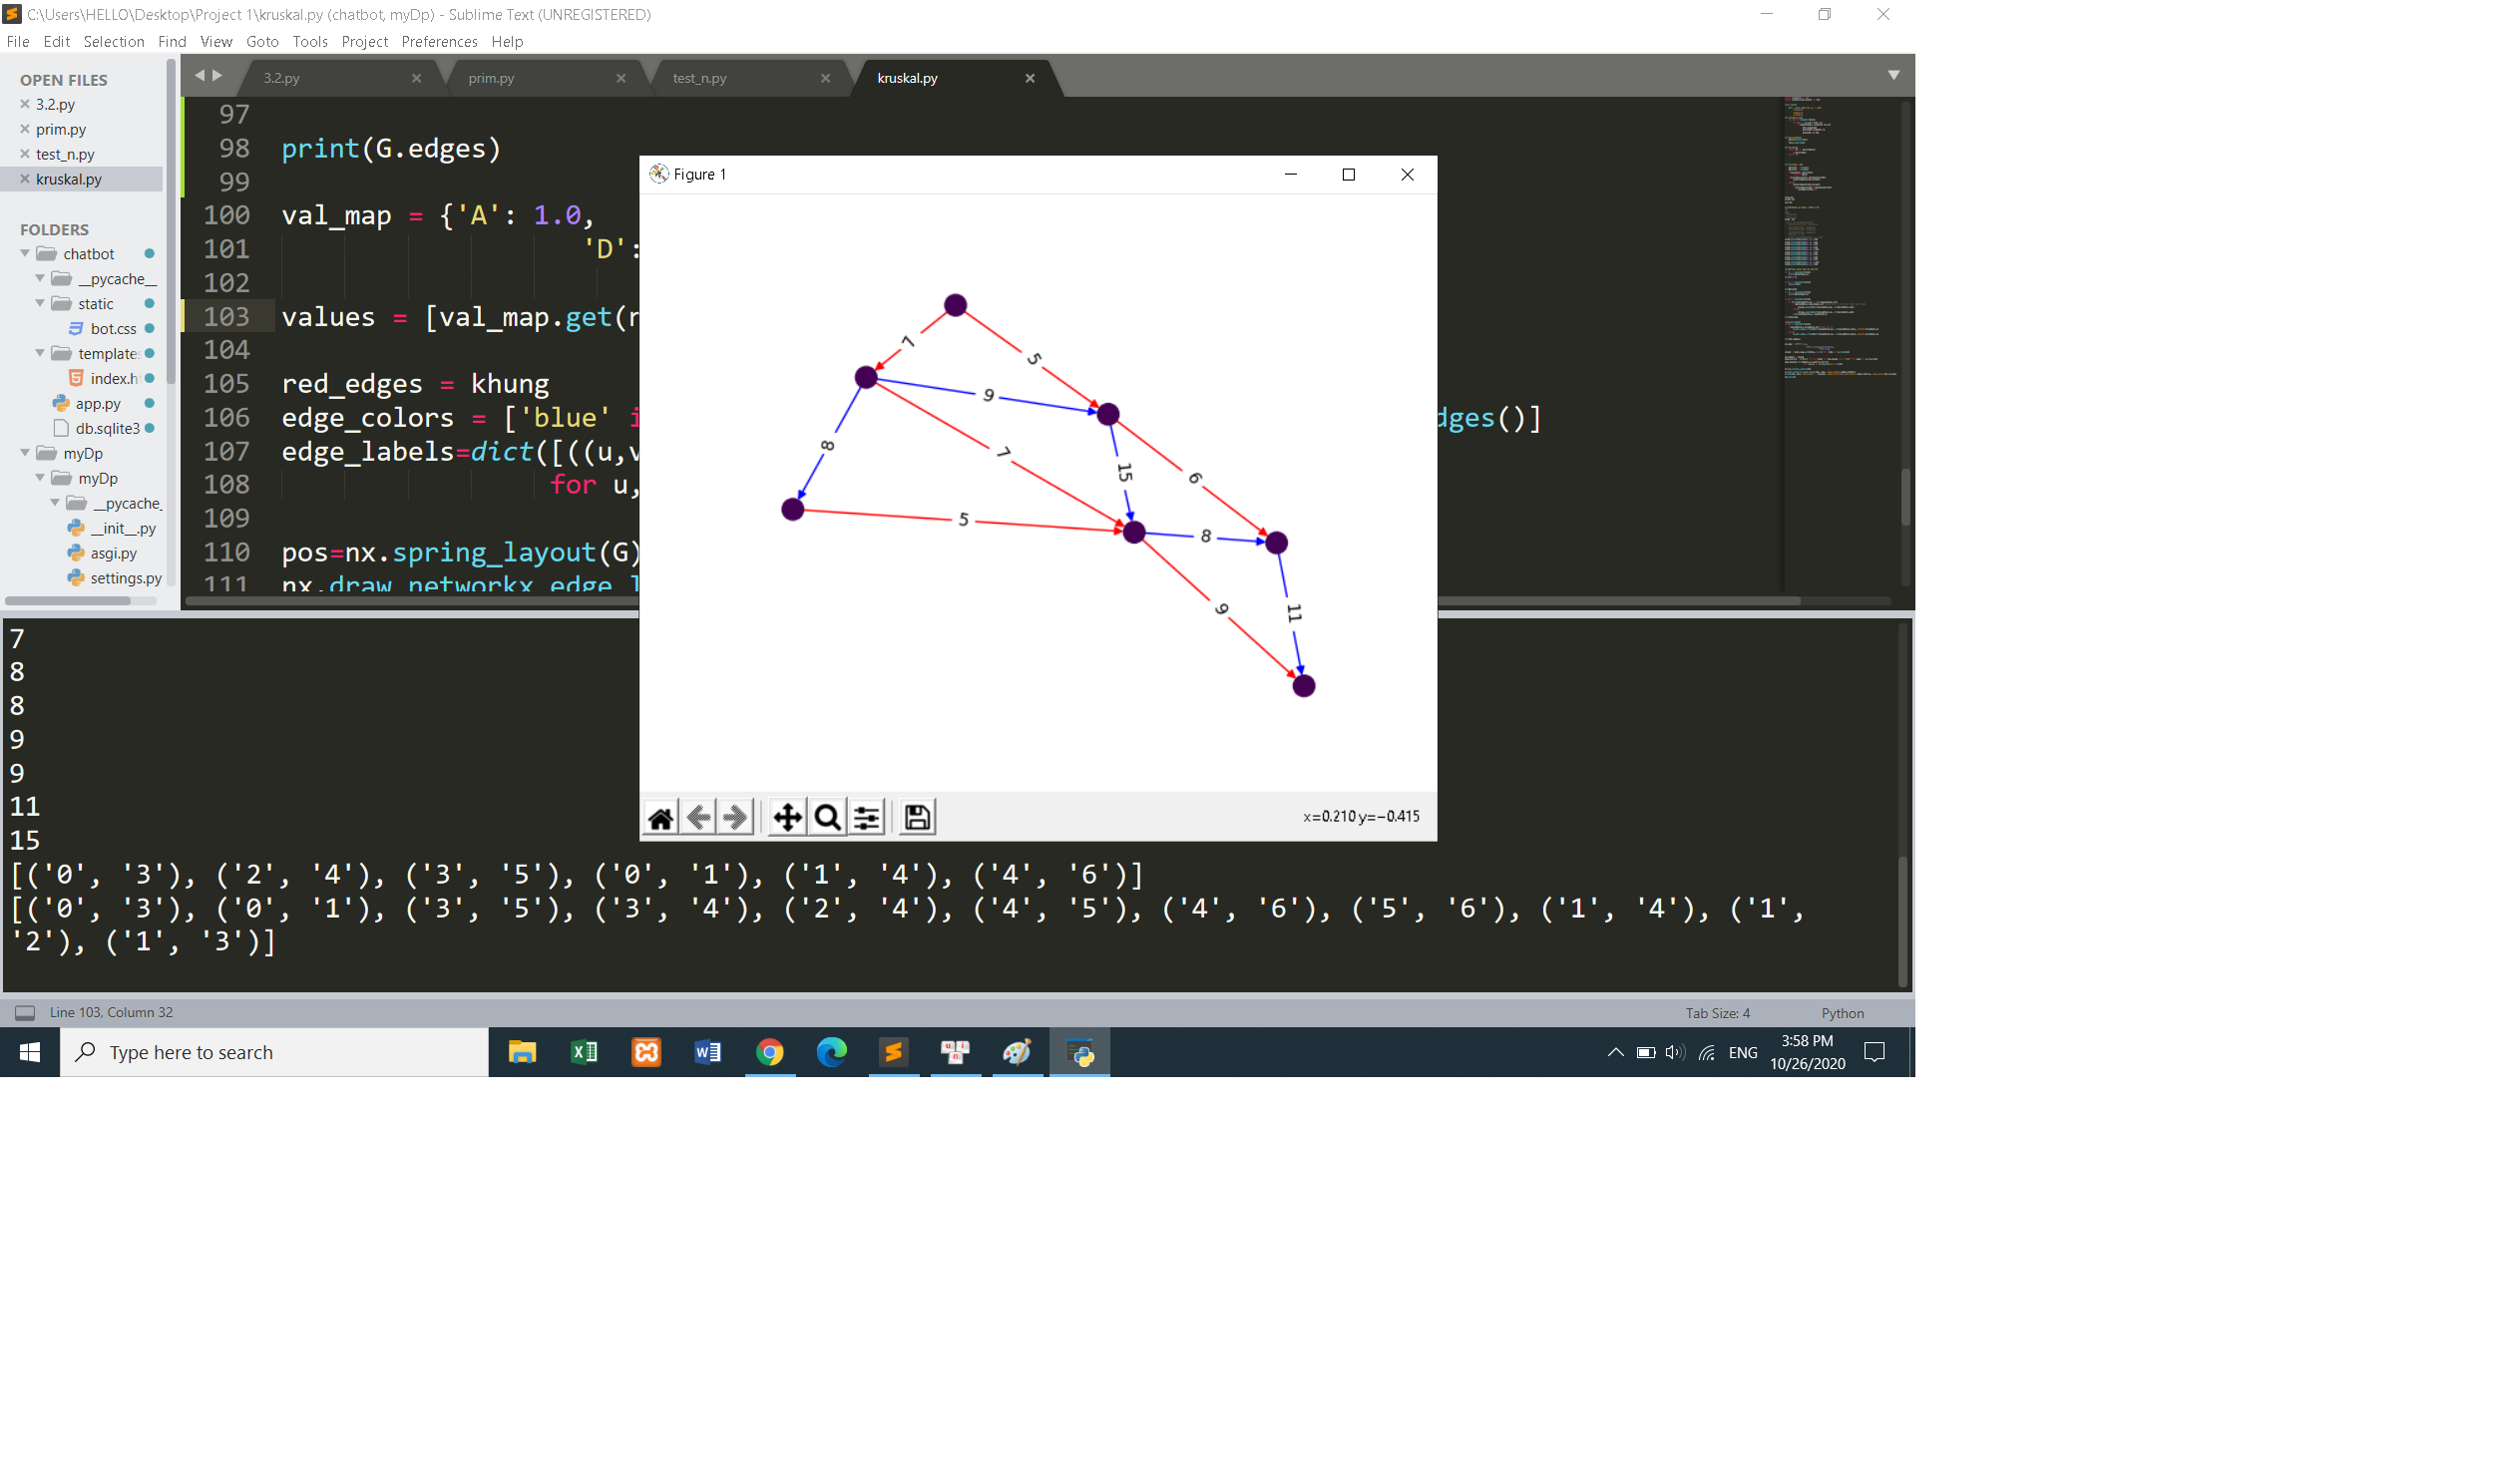 C:\Users\HELLO\Desktop\Project 1\kruskal.py (chatbot, myDp) - Sublime Text (UNREGISTERED)
File Edit Selection Find View Goto Tools Project Preferences Help
OPEN FILES
3.2.py
prim.py
test_n.py
kruskal.py
FOLDERS
chatbot
__pycache__
static
bot.css
template
index.h
app.py
db.sqlite3
myDp
myDp
__pycache_
__init__.py
asgi.py
settings.py
3.2.py prim.py test_n.py kruskal.py
97
98 print(G.edges)
99
100 val_map = {'A': 1.0,
101 'D':
102
103 values = [val_map.get(
104
105 red_edges = khung
106 edge_colors = ['blue' i dges()]
107 edge_labels=dict([((u,v
108 for u,
109
110 pos=nx.spring_layout(G)
111 nx.draw_networkx_edge_l
Figure 1
7
5
9
8
7
15
6
5
8
9
11
x=0.210 y=−0.415
7
8
8
9
9
11
15
[('0', '3'), ('2', '4'), ('3', '5'), ('0', '1'), ('1', '4'), ('4', '6')]
[('0', '3'), ('0', '1'), ('3', '5'), ('3', '4'), ('2', '4'), ('4', '5'), ('4', '6'), ('5', '6'), ('1', '4'), ('1',
'2'), ('1', '3')]
Line 103, Column 32
Tab Size: 4 Python
Type here to search
ENG
3:58 PM
10/26/2020